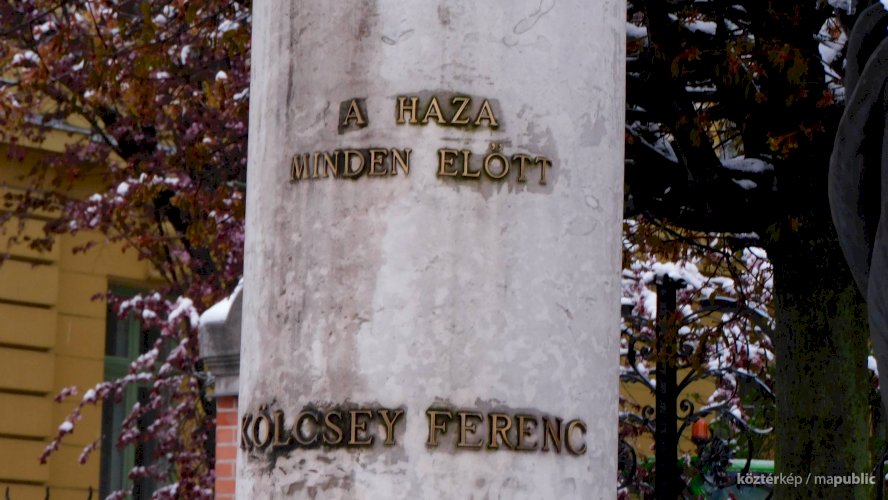 A HAZA
MINDEN ELŐTT
KÖLCSEY FERENC
köztérkép / mapublic